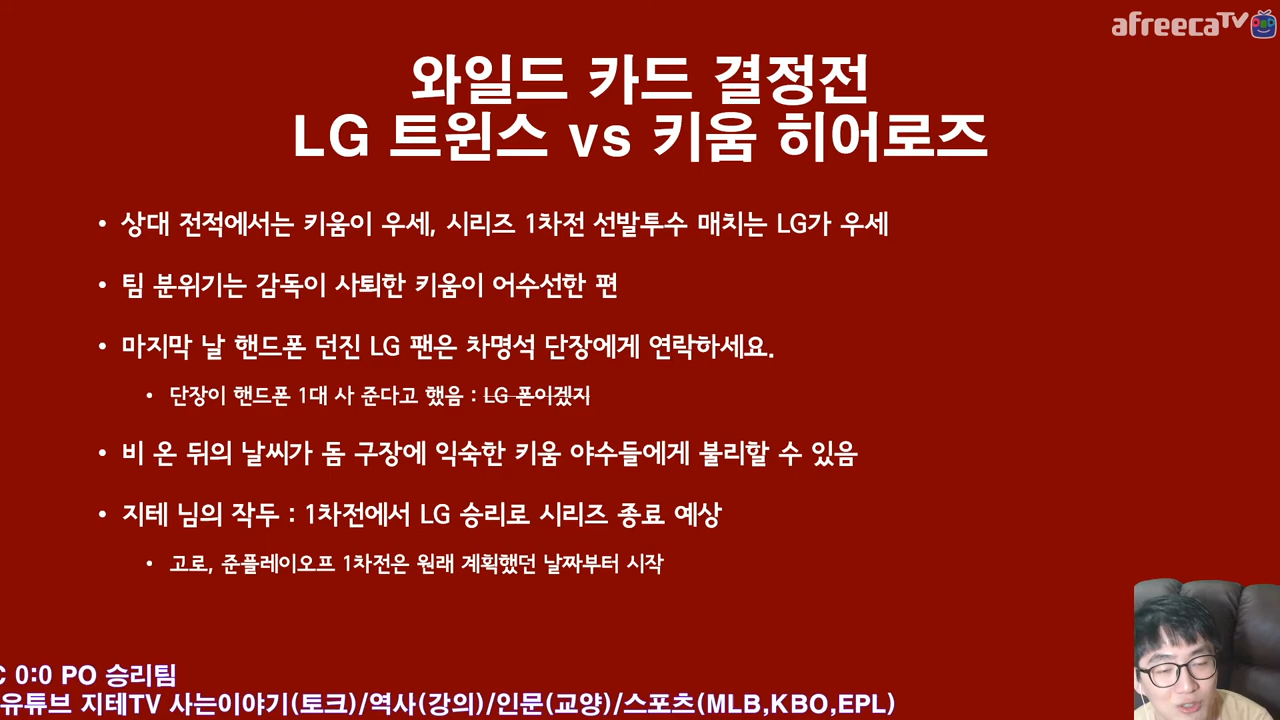 afreecaTV
와일드 카드 결정전
LG 트윈스 vs 키움 히어로즈
• 상대 전적에서는 키움이 우세, 시리즈 1차전 선발투수 매치는 LG가 우세
• 팀 분위기는 감독이 사퇴한 키움이 어수선한 편
• 마지막 날 핸드폰 던진 LG 팬은 차명석 단장에게 연락하세요.
• 단장이 핸드폰 1대 사 준다고 했음 : LG 폰이겠지
• 비 온 뒤의 날씨가 돔 구장에 익숙한 키움 야수들에게 불리할 수 있음
• 지테 님의 작두 : 1차전에서 LG 승리로 시리즈 종료 예상
• 고로, 준플레이오프 1차전은 원래 계획했던 날짜부터 시작
C 0:0 PO 승리팀
유튜브 지테TV 사는이야기(토크)/역사(강의)/인문(교양)/스포츠(MLB,KBO,EPL)